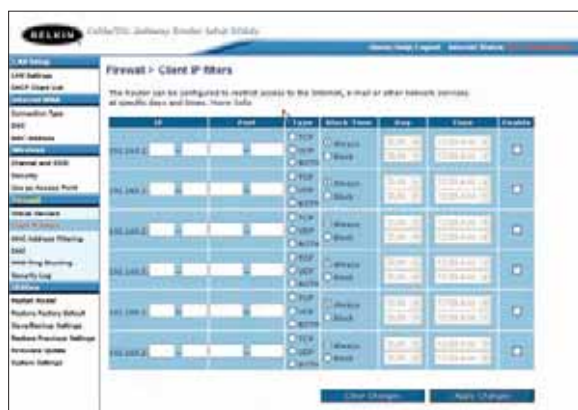 BELKIN
Cable/DSL Gateway Router Setup Utility
Home Help Logout Internet Status
LAN Setup
LAN Settings
DHCP Client List
Internet WAN
Connection Type
DNS
MAC Address
Wireless
Channel and SSID
Security
Use as Access Point
Firewall
Virtual Servers
Client IP Filters
MAC Address Filtering
DMZ
WAN Ping Blocking
Security Log
Utilities
Restart Router
Restore Factory Default
Save/Backup Settings
Restore Previous Settings
Firmware Update
System Settings
Firewall > Client IP filters
The Router can be configured to restrict access to the Internet, e-mail or other network services
at specific days and times. More Info
IP Port Type Block Time Day Time Enable
192.168.2. ~ ~ TCP UDP BOTH Always Block
192.168.2. ~ ~ TCP UDP BOTH Always Block
192.168.2. ~ ~ TCP UDP BOTH Always Block
192.168.2. ~ ~ TCP UDP BOTH Always Block
192.168.2. ~ ~ TCP UDP BOTH Always Block
192.168.2. ~ ~ TCP UDP BOTH Always Block
Clear Changes Apply Changes